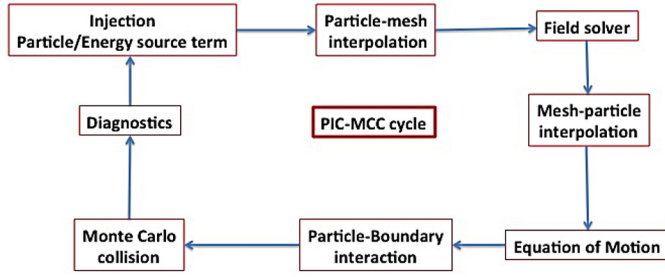 Injection
Particle/Energy source term
Particle-mesh
interpolation
Field solver
Mesh-particle
interpolation
Equation of Motion
Particle-Boundary
interaction
Monte Carlo
collision
Diagnostics
PIC-MCC cycle